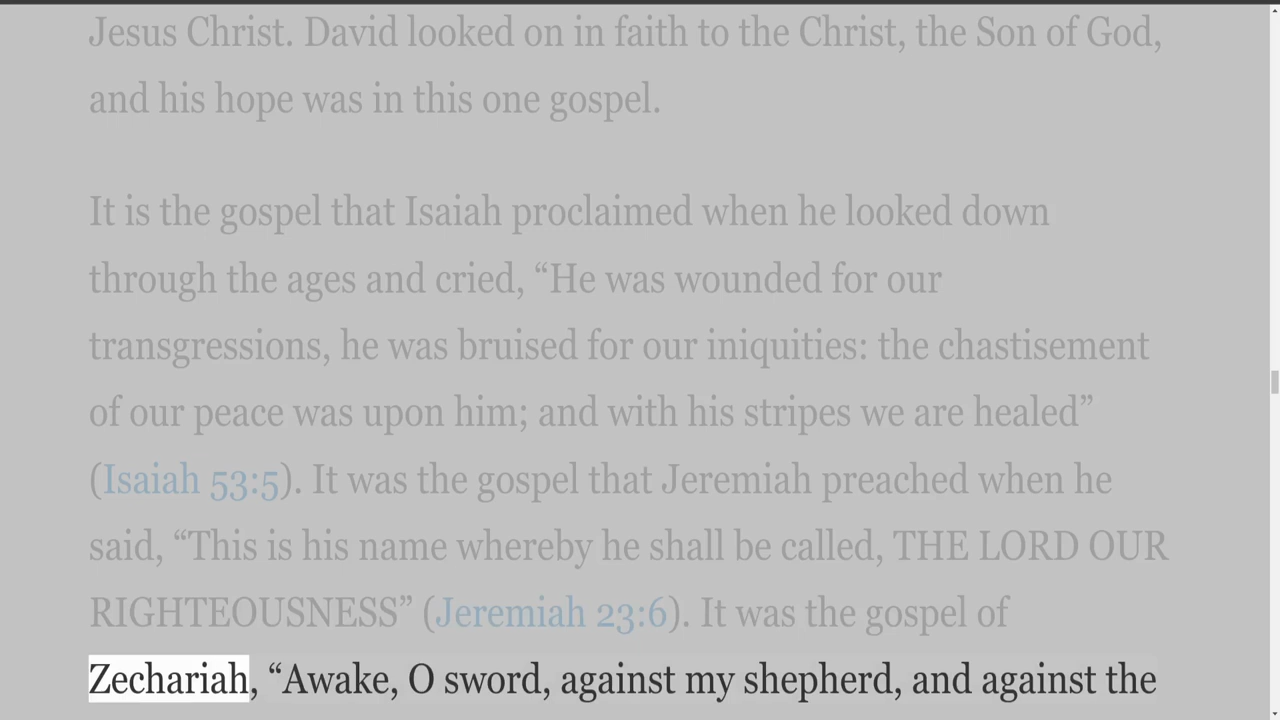 Jesus Christ. David looked on in faith to the Christ, the Son of God,
and his hope was in this one gospel.
It is the gospel that Isaiah proclaimed when he looked down
through the ages and cried, “He was wounded for our
transgressions, he was bruised for our iniquities: the chastisement
of our peace was upon him; and with his stripes we are healed”
(Isaiah 53:5). It was the gospel that Jeremiah preached when he
said, “This is his name whereby he shall be called, THE LORD OUR
RIGHTEOUSNESS” (Jeremiah 23:6). It was the gospel of
Zechariah, “Awake, O sword, against my shepherd, and against the